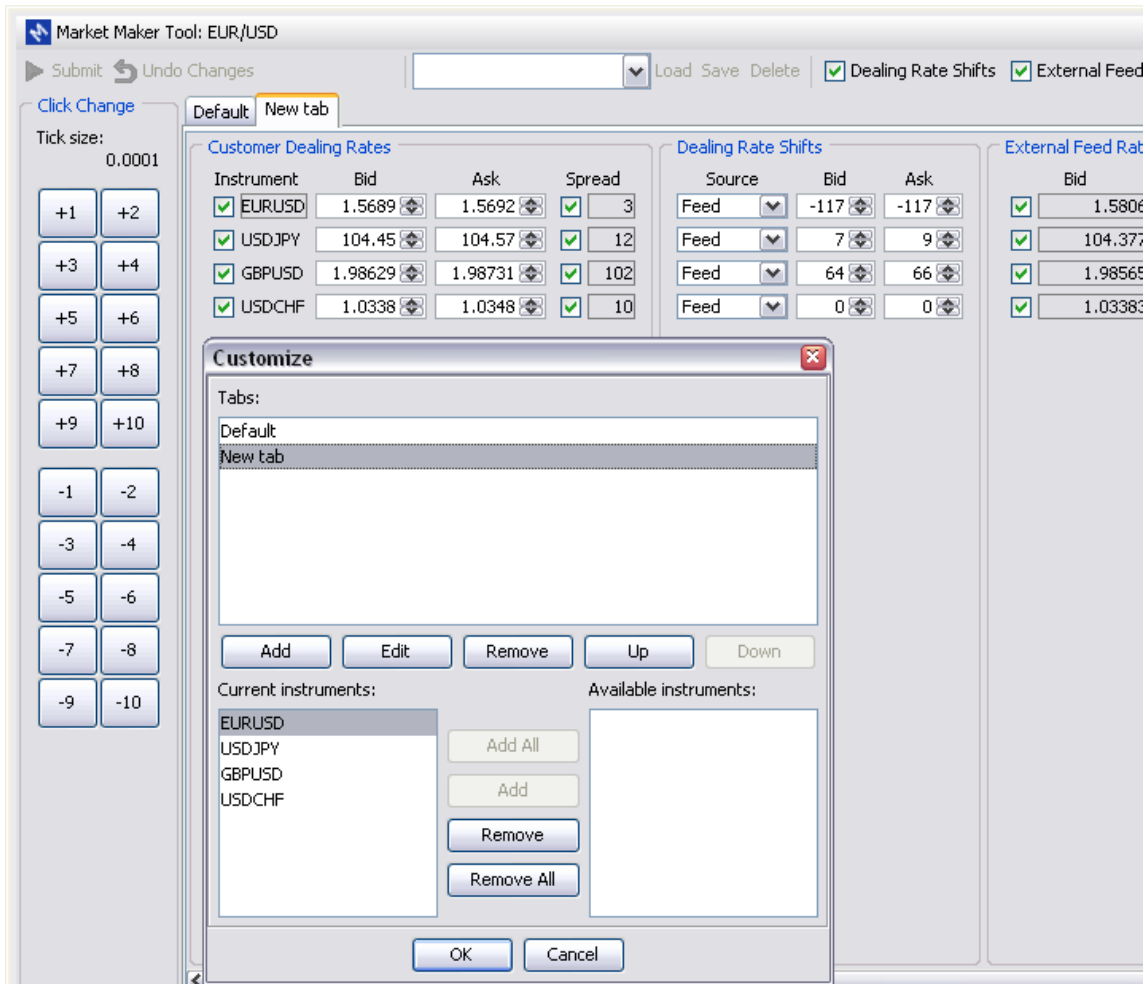 Market Maker Tool: EUR/USD
Submit Undo Changes Load Save Delete Dealing Rate Shifts External Feed
Click Change Default New tab
Tick size:
0.0001
Customer Dealing Rates Dealing Rate Shifts External Feed Rat
Instrument Bid Ask Spread Source Bid Ask Bid
EURUSD 1.5689 1.5692 3 Feed -117 -117 1.5806
USDJPY 104.45 104.57 12 Feed 7 9 104.377
GBPUSD 1.98629 1.98731 102 Feed 64 66 1.98565
USDCHF 1.0338 1.0348 10 Feed 0 0 1.03383
+1 +2
+3 +4
+5 +6
+7 +8
+9 +10
-1 -2
-3 -4
-5 -6
-7 -8
-9 -10
Customize
Tabs:
Default
New tab
Add Edit Remove Up Down
Current instruments: Available instruments:
EURUSD
USDJPY
GBPUSD
USDCHF
Add All
Add
Remove
Remove All
OK Cancel